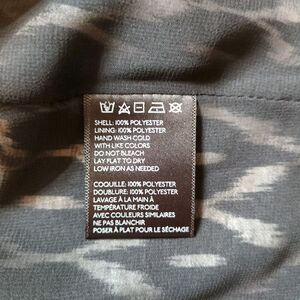 SHELL: 100% POLYESTER
LINING: 100% POLYESTER
HAND WASH COLD
WITH LIKE COLORS
DO NOT BLEACH
LAY FLAT TO DRY
LOW IRON AS NEEDED
COQUILLE: 100% POLYESTER
DOUBLURE: 100% POLYESTER
LAVAGE À LA MAIN À
TEMPÉRATURE FROIDE
AVEC COULEURS SIMILAIRES
NE PAS BLANCHIR
POSER À PLAT POUR LE SÉCHAGE